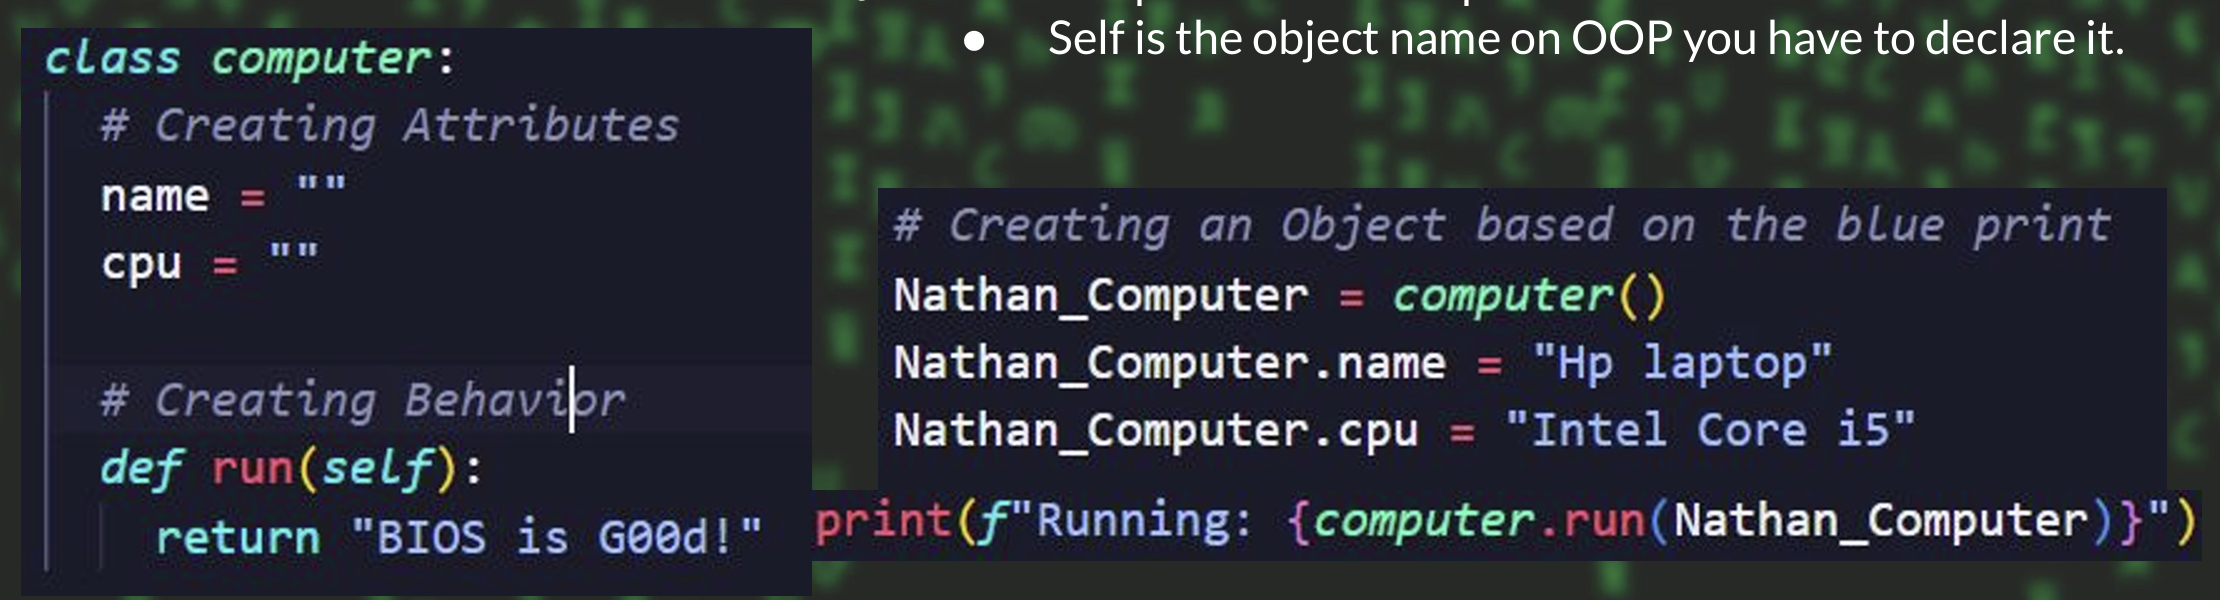 class computer:
# Creating Attributes
name = ""
cpu = ""
# Creating Behavior
def run(self):
return "BIOS is G00d!"
● Self is the object name on OOP you have to declare it.
# Creating an Object based on the blue print
Nathan_Computer = computer()
Nathan_Computer.name = "Hp laptop"
Nathan_Computer.cpu = "Intel Core i5"
print(f"Running: {computer.run(Nathan_Computer)}")